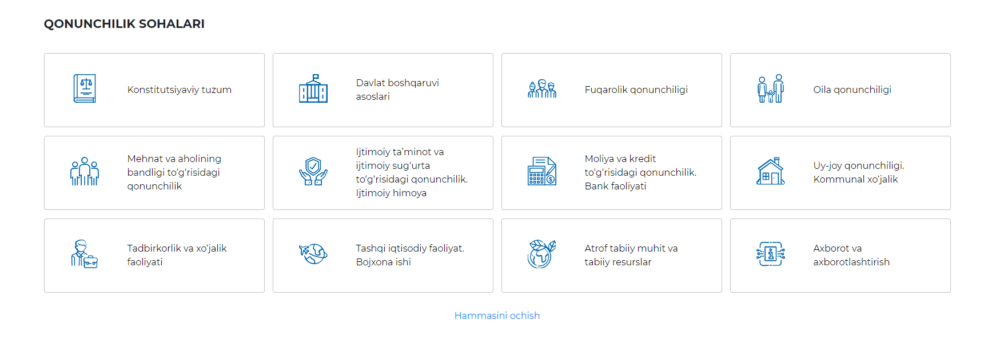 QONUNCHILIK SOHALARI
Konstitutsiyaviy tuzum
Davlat boshqaruvi
asoslari
Fuqarolik qonunchiligi
Oila qonunchiligi
Mehnat va aholining
bandligi to‘g‘risidagi
qonunchilik
Ijtimoiy ta’minot va
ijtimoiy sug‘urta
to‘g‘risidagi qonunchilik.
Ijtimoiy himoya
Moliya va kredit
to‘g‘risidagi qonunchilik.
Bank faoliyati
Uy-joy qonunchiligi.
Kommunal xo‘jalik
Tadbirkorlik va xo‘jalik
faoliyati
Tashqi iqtisodiy faoliyat.
Bojxona ishi
Atrof tabiiy muhit va
tabiiy resurslar
Axborot va
axborotlashtirish
Hammasini ochish